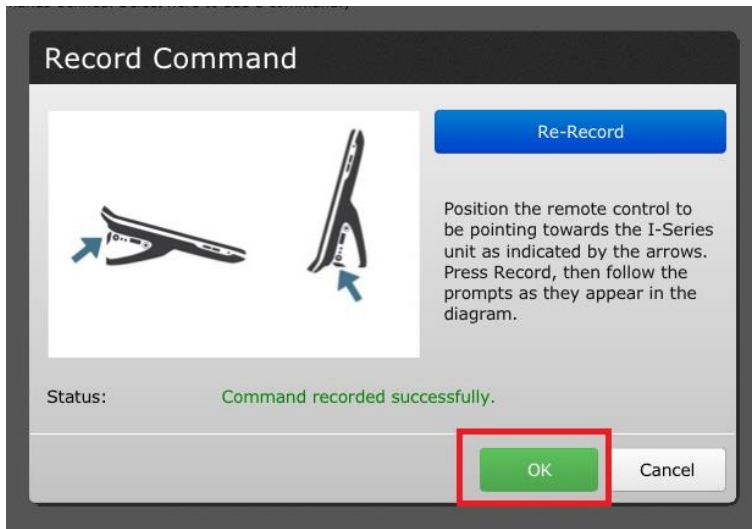 Record Command
Re-Record
Position the remote control to
be pointing towards the I-Series
unit as indicated by the arrows.
Press Record, then follow the
prompts as they appear in the
diagram.
Status: Command recorded successfully.
OK Cancel